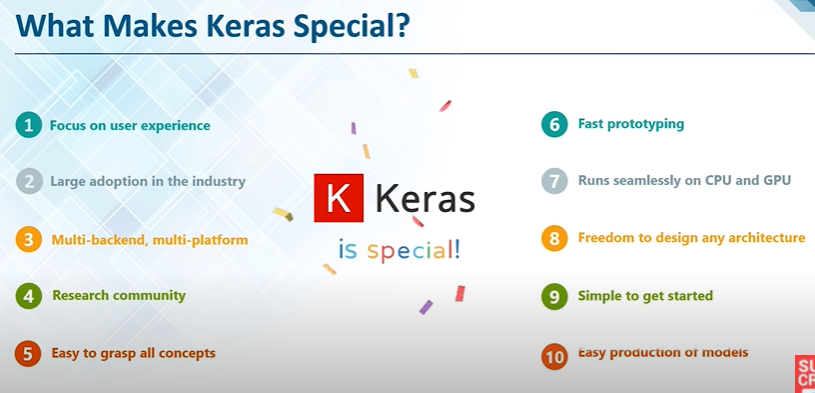 What Makes Keras Special?
1 Focus on user experience
2 Large adoption in the industry
3 Multi-backend, multi-platform
4 Research community
5 Easy to grasp all concepts
K Keras
is special!
6 Fast prototyping
7 Runs seamlessly on CPU and GPU
8 Freedom to design any architecture
9 Simple to get started
10 Easy production of models
SU
CR